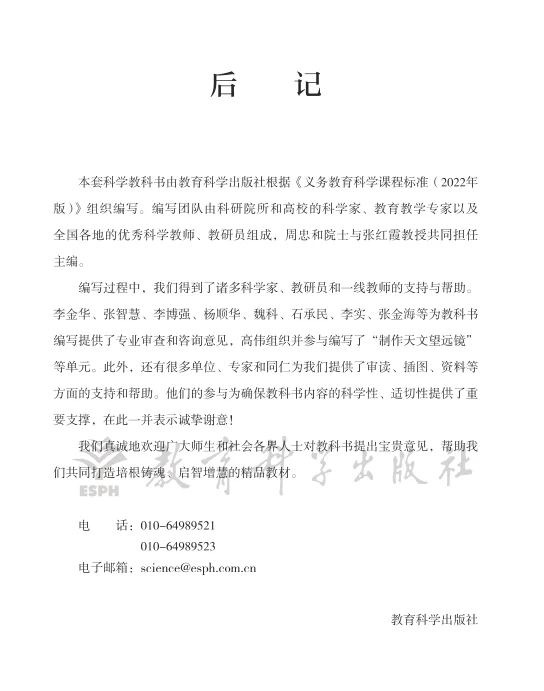 后 记
本套科学教科书由教育科学出版社根据《义务教育科学课程标准（2022年
版）》组织编写。编写团队由科研院所和高校的科学家、教育教学专家以及
全国各地的优秀科学教师、教研员组成，周忠和院士与张红霞教授共同担任
主编。
编写过程中，我们得到了诸多科学家、教研员和一线教师的支持与帮助。
李金华、张智慧、李博强、杨顺华、魏科、石承民、李实、张金海等为教科书
编写提供了专业审查和咨询意见，高伟组织并参与编写了“制作天文望远镜”
等单元。此外，还有很多单位、专家和同仁为我们提供了审读、插图、资料等
方面的支持和帮助。他们的参与为确保教科书内容的科学性、适切性提供了重
要支撑，在此一并表示诚挚谢意！
我们真诚地欢迎广大师生和社会各界人士对教科书提出宝贵意见，帮助我
们共同打造培根铸魂、启智增慧的精品教材。
ESPH 教育科学出版社
电 话：010-64989521
010-64989523
电子邮箱：science@esph.com.cn
教育科学出版社